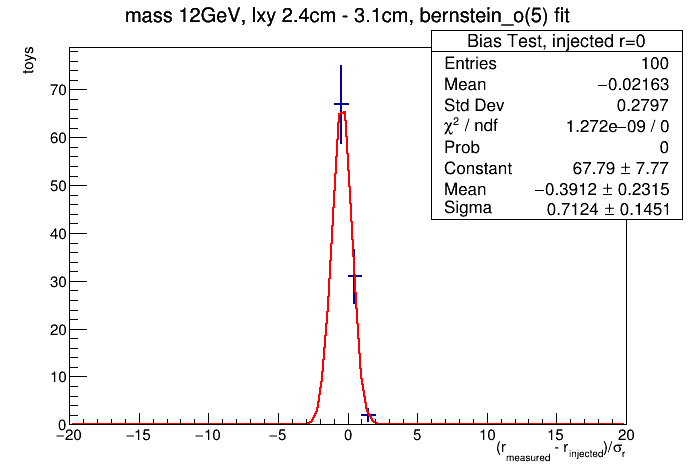 mass 12GeV, lxy 2.4cm - 3.1cm, bernstein_o(5) fit
toys
Bias Test, injected r=0
Entries 100
Mean −0.02163
Std Dev 0.2797
χ² / ndf 1.272e−09 / 0
Prob 0
Constant 67.79 ± 7.77
Mean −0.3912 ± 0.2315
Sigma 0.7124 ± 0.1451
70
60
50
40
30
20
10
0
−20 −15 −10 −5 0 5 10 15 20
(r_measured - r_injected)/σ_r